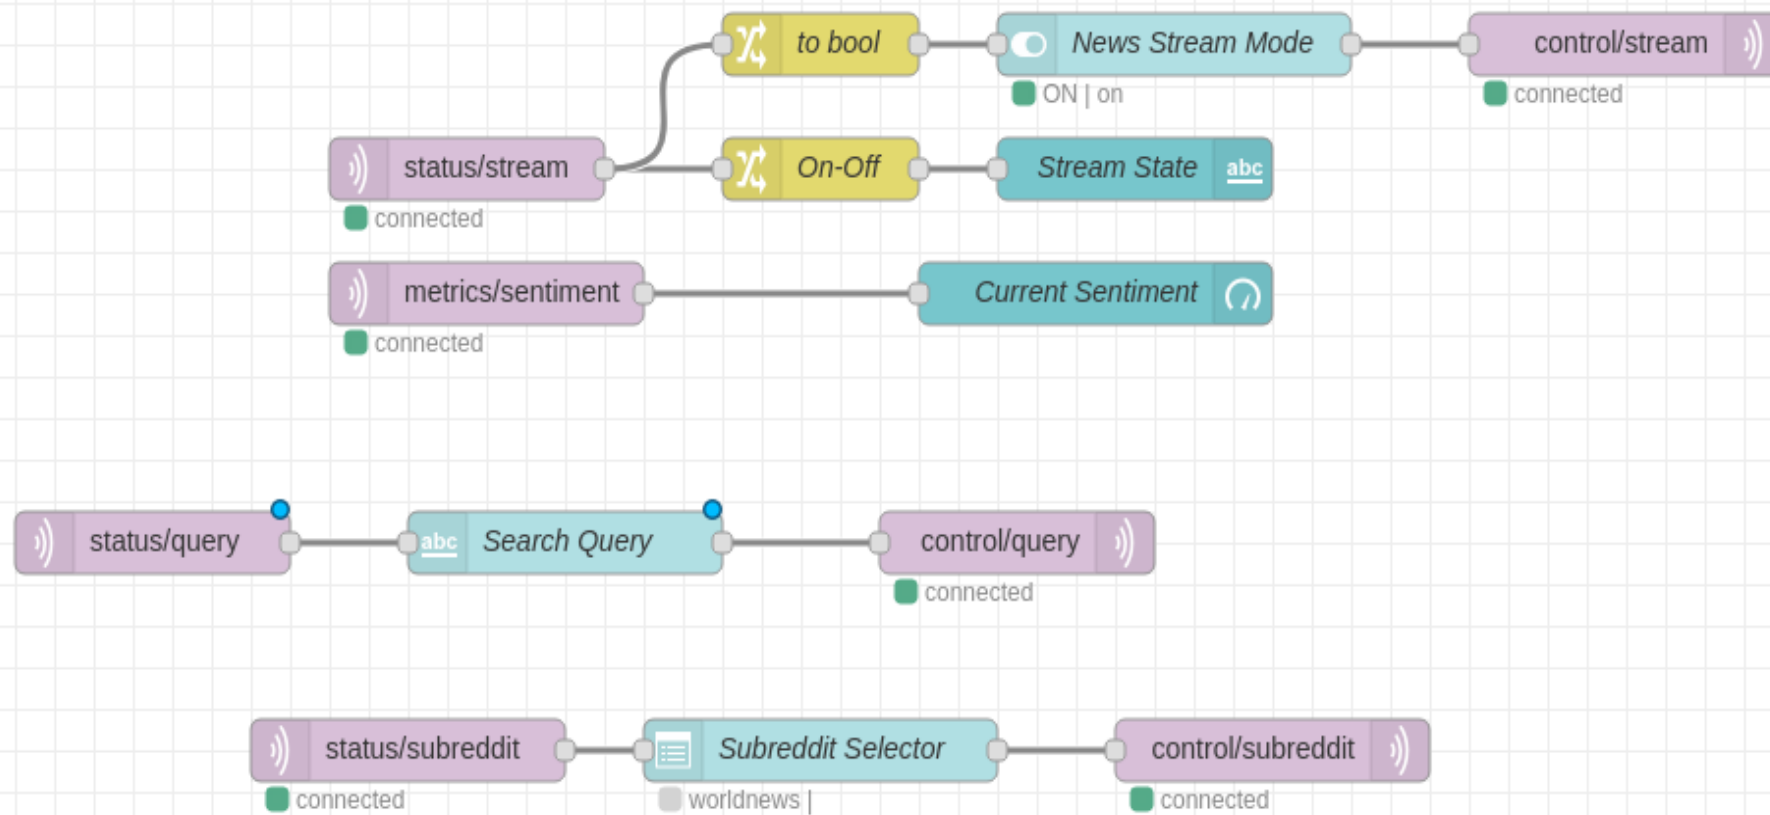 to bool
News Stream Mode
control/stream
ON | on
connected
status/stream
On-Off
Stream State
abc
connected
metrics/sentiment
Current Sentiment
connected
status/query
abc
Search Query
control/query
connected
status/subreddit
Subreddit Selector
control/subreddit
connected
worldnews |
connected